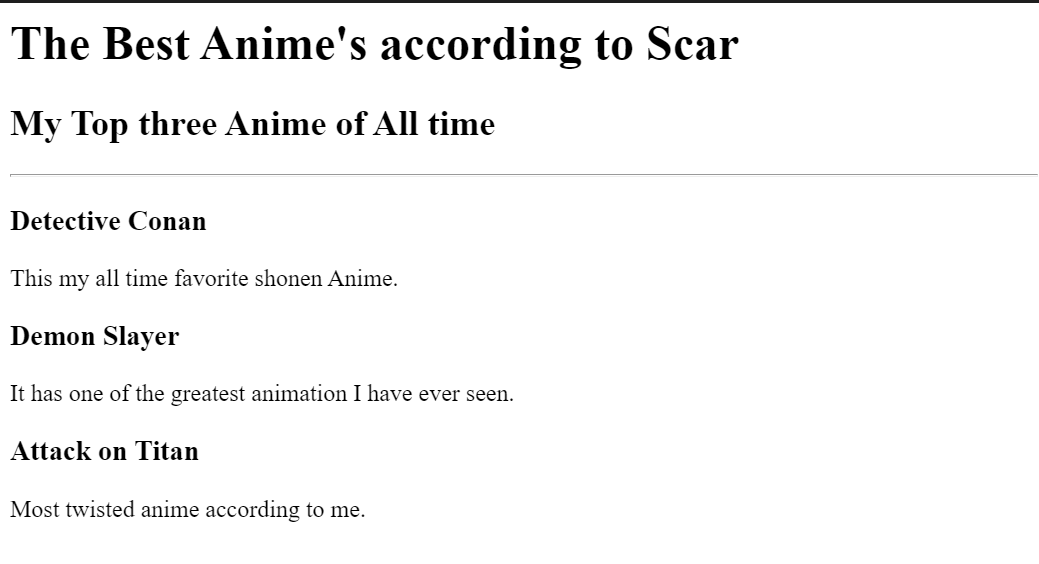 The Best Anime's according to Scar
My Top three Anime of All time
Detective Conan
This my all time favorite shonen Anime.
Demon Slayer
It has one of the greatest animation I have ever seen.
Attack on Titan
Most twisted anime according to me.